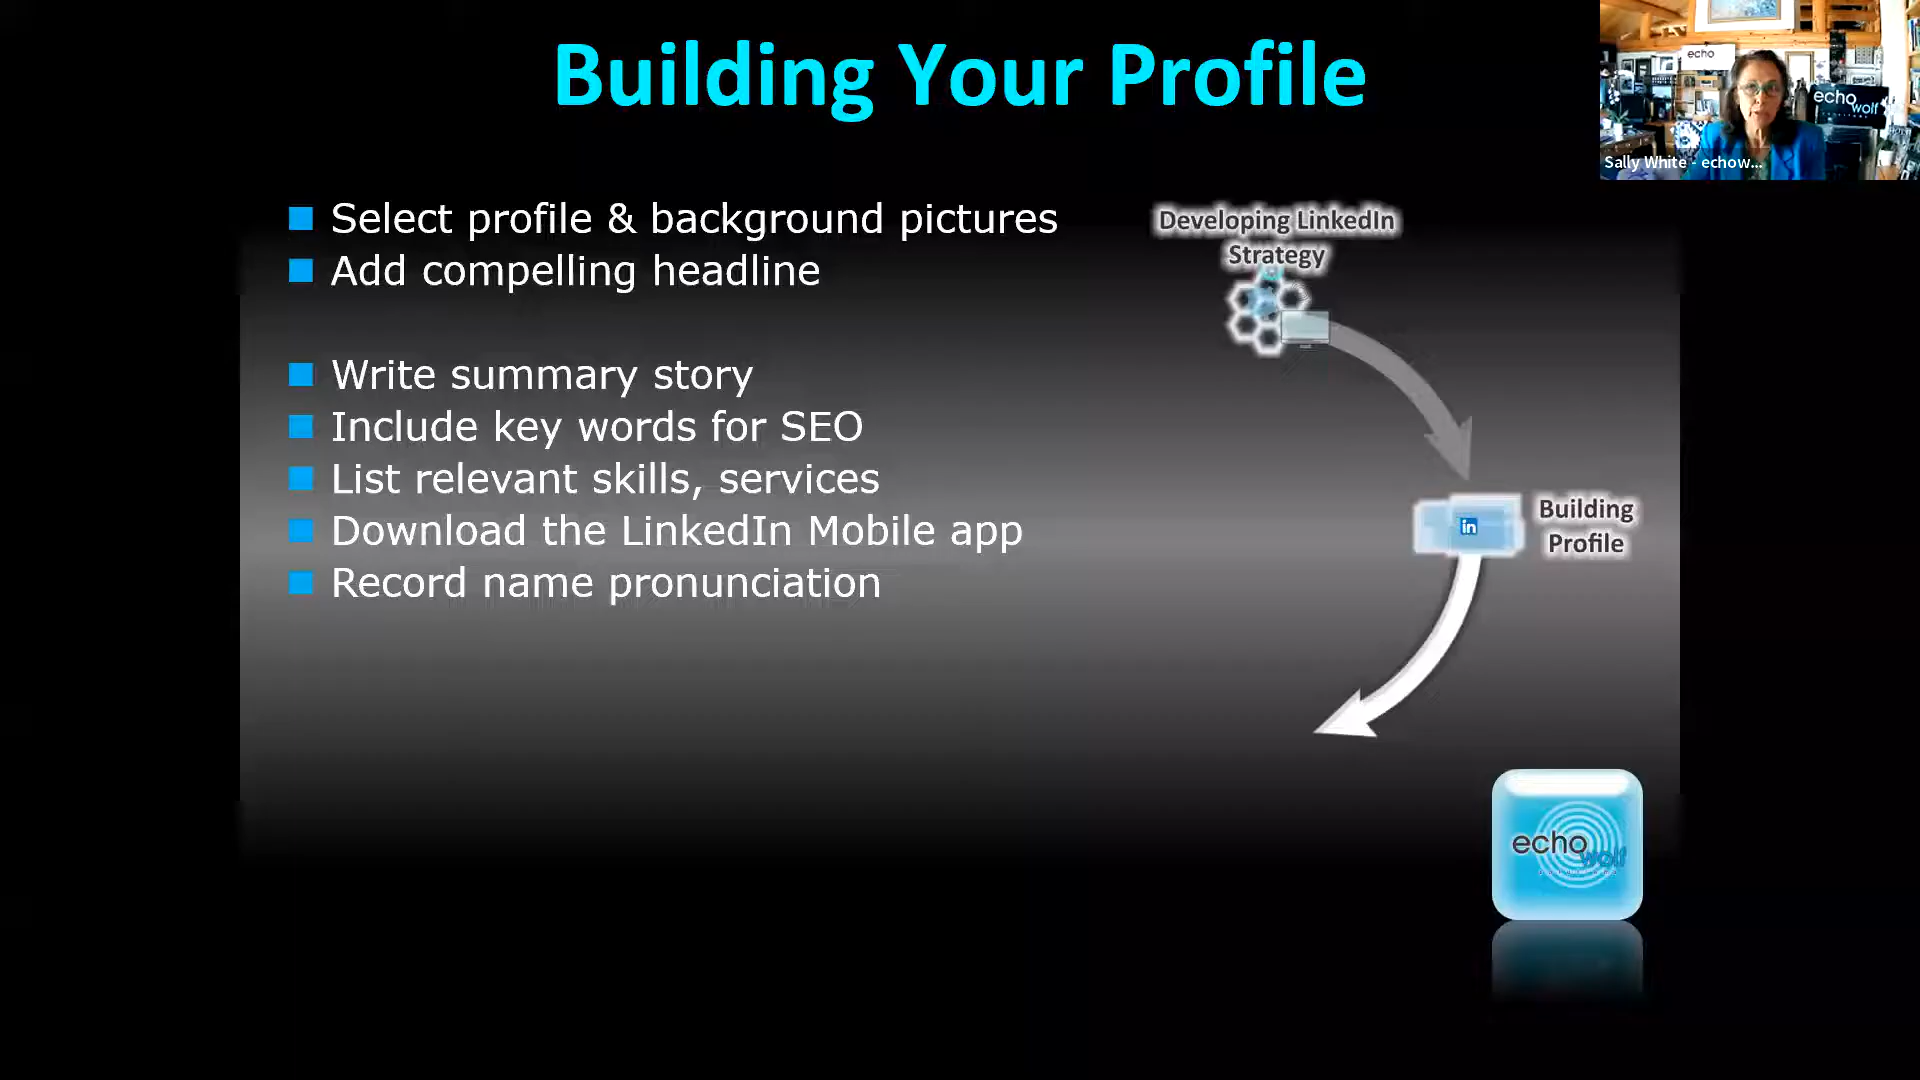 Building Your Profile
echo
echo
wolf
Sally White - echow...
Select profile & background pictures
Add compelling headline
Write summary story
Include key words for SEO
List relevant skills, services
Download the LinkedIn Mobile app
Record name pronunciation
Developing LinkedIn
Strategy
in
Building
Profile
echo
wolf